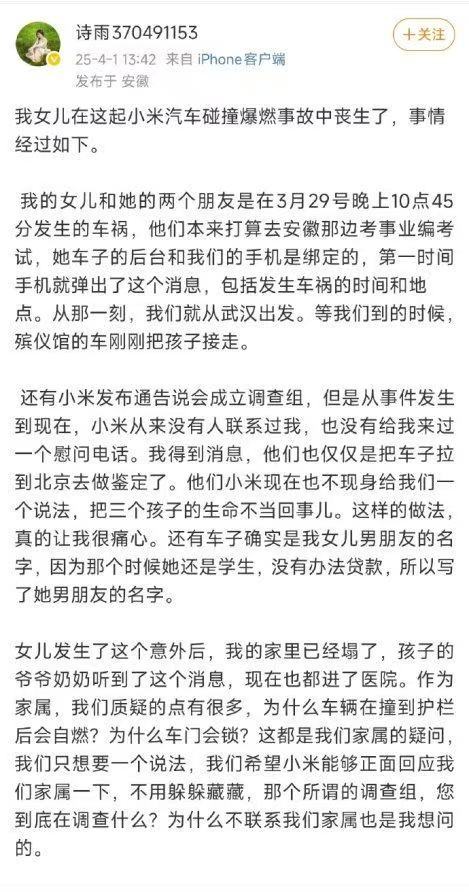 诗雨370491153
+关注
25-4-1 13:42 来自 iPhone客户端
发布于 安徽
我女儿在这起小米汽车碰撞爆燃事故中丧生了，事情
经过如下。
我的女儿和她的两个朋友是在3月29号晚上10点45
分发生的车祸，他们本来打算去安徽那边考事业编考
试，她车子的后台和我们的手机是绑定的，第一时间
手机就弹出了这个消息，包括发生车祸的时间和地
点。从那一刻，我们就从武汉出发。等我们到的时候，
殡仪馆的车刚刚把孩子接走。
还有小米发布通告说会成立调查组，但是从事件发生
到现在，小米从来没有人联系过我，也没有给我来过
一个慰问电话。我得到消息，他们也仅仅是把车子拉
到北京去做鉴定了。他们小米现在也不现身给我们一
个说法，把三个孩子的生命不当回事儿。这样的做法，
真的让我很痛心。还有车子确实是我女儿男朋友的名
字，因为那个时候她还是学生，没有办法贷款，所以写
了她男朋友的名字。
女儿发生了这个意外后，我的家里已经塌了，孩子的
爷爷奶奶听到了这个消息，现在也都进了医院。作为
家属，我们质疑的点有很多，为什么车辆在撞到护栏
后会自燃？为什么车门会锁？这都是我们家属的疑问，
我们只想要一个说法，我们希望小米能够正面回应我
们家属一下，不用躲躲藏藏，那个所谓的调查组，您
到底在调查什么？为什么不联系我们家属也是我想问
的。